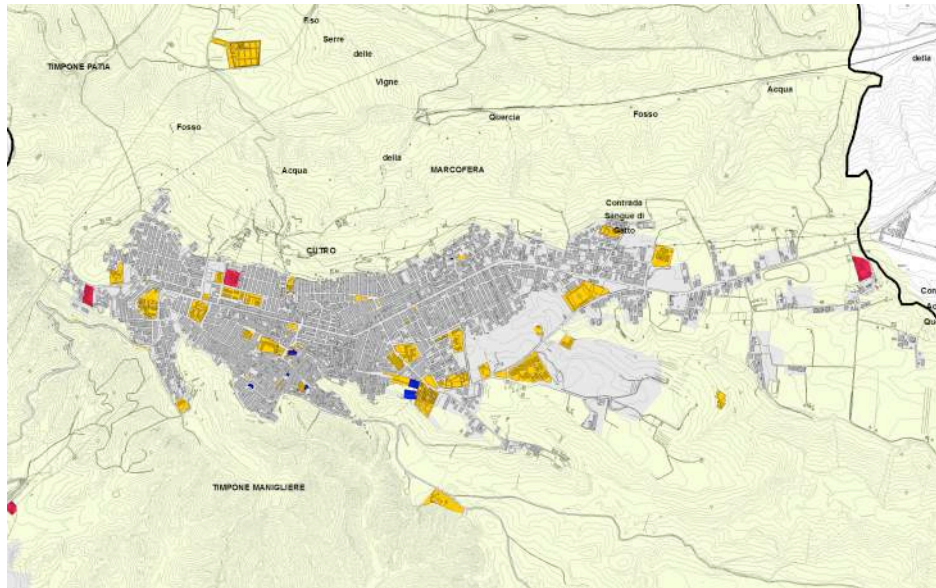 F.so
Serre
delle
Vigne
della
TIMPONE PATIA
Acqua
Quercia
Fosso
Fosso
della
Acqua
MARCOFERA
Contrada
Sangue di
Gatto
CUTRO
TIMPONE MANIGLIERE